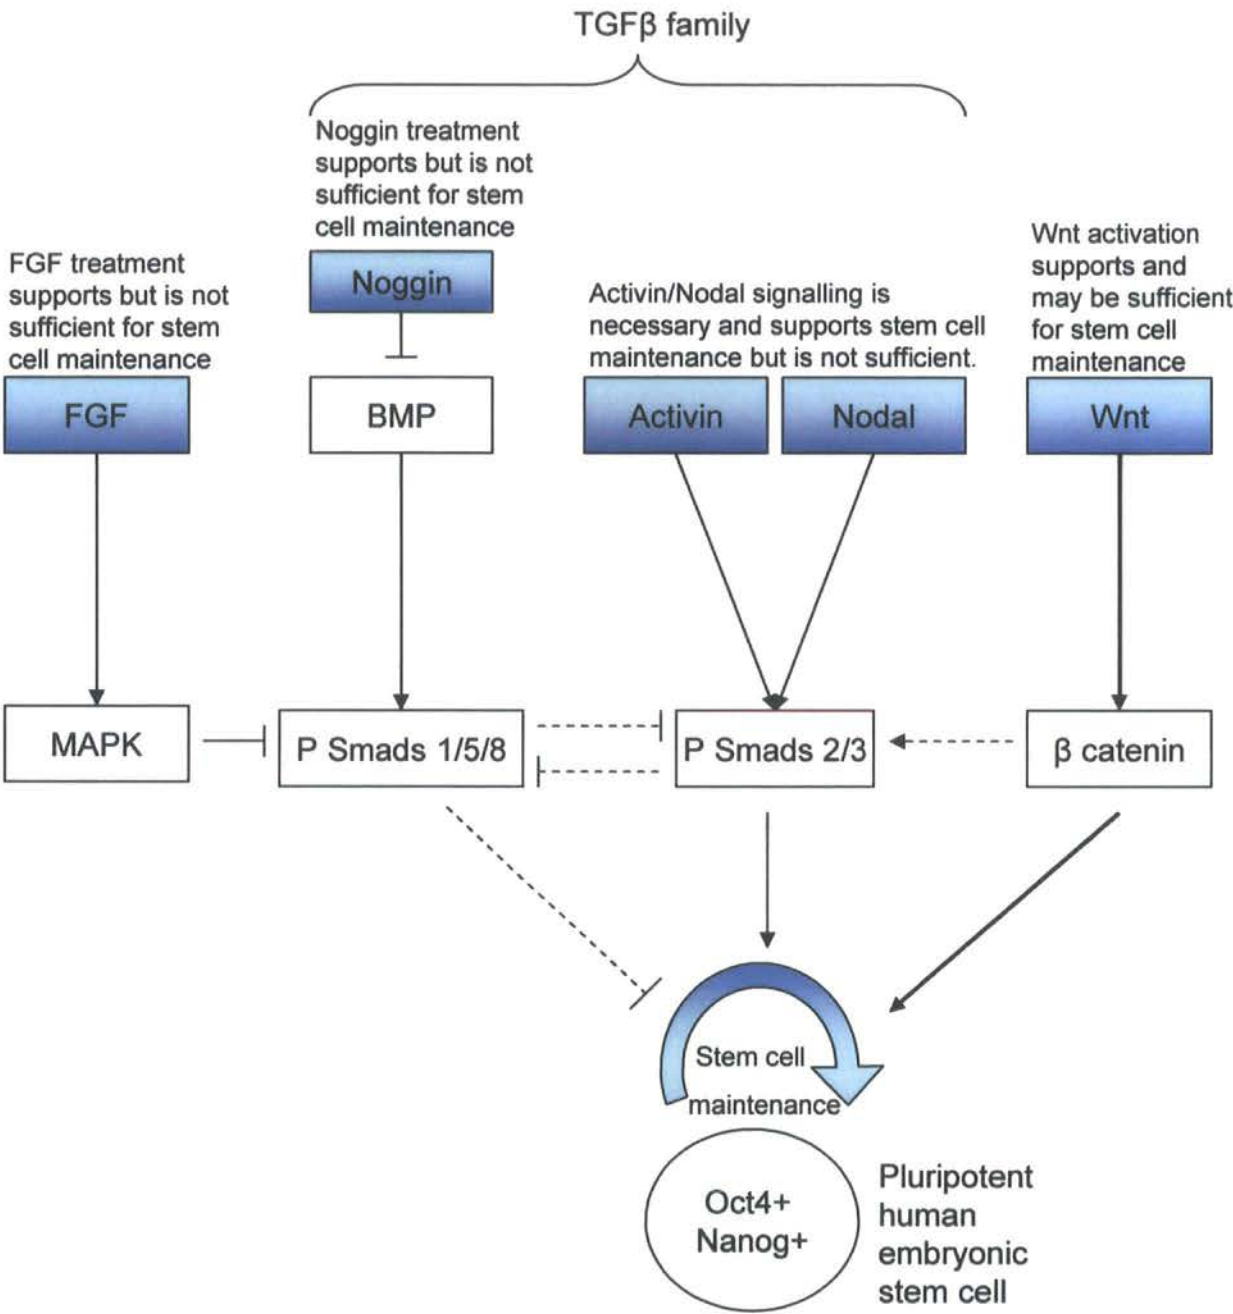 TGFβ family
Noggin treatment
supports but is not
sufficient for stem
cell maintenance
FGF treatment
supports but is not
sufficient for stem
cell maintenance
Noggin
Activin/Nodal signalling is
necessary and supports stem cell
maintenance but is not sufficient.
Wnt activation
supports and
may be sufficient
for stem cell
maintenance
FGF
BMP
Activin
Nodal
Wnt
MAPK
P Smads 1/5/8
P Smads 2/3
β catenin
Stem cell
maintenance
Oct4+
Nanog+
Pluripotent
human
embryonic
stem cell